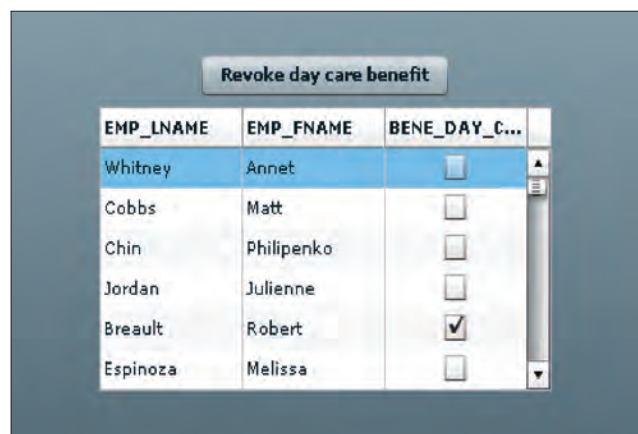 Revoke day care benefit
EMP_LNAME EMP_FNAME BENE_DAY_C...
Whitney Annet
Cobbs Matt
Chin Philipenko
Jordan Julienne
Breault Robert
Espinoza Melissa